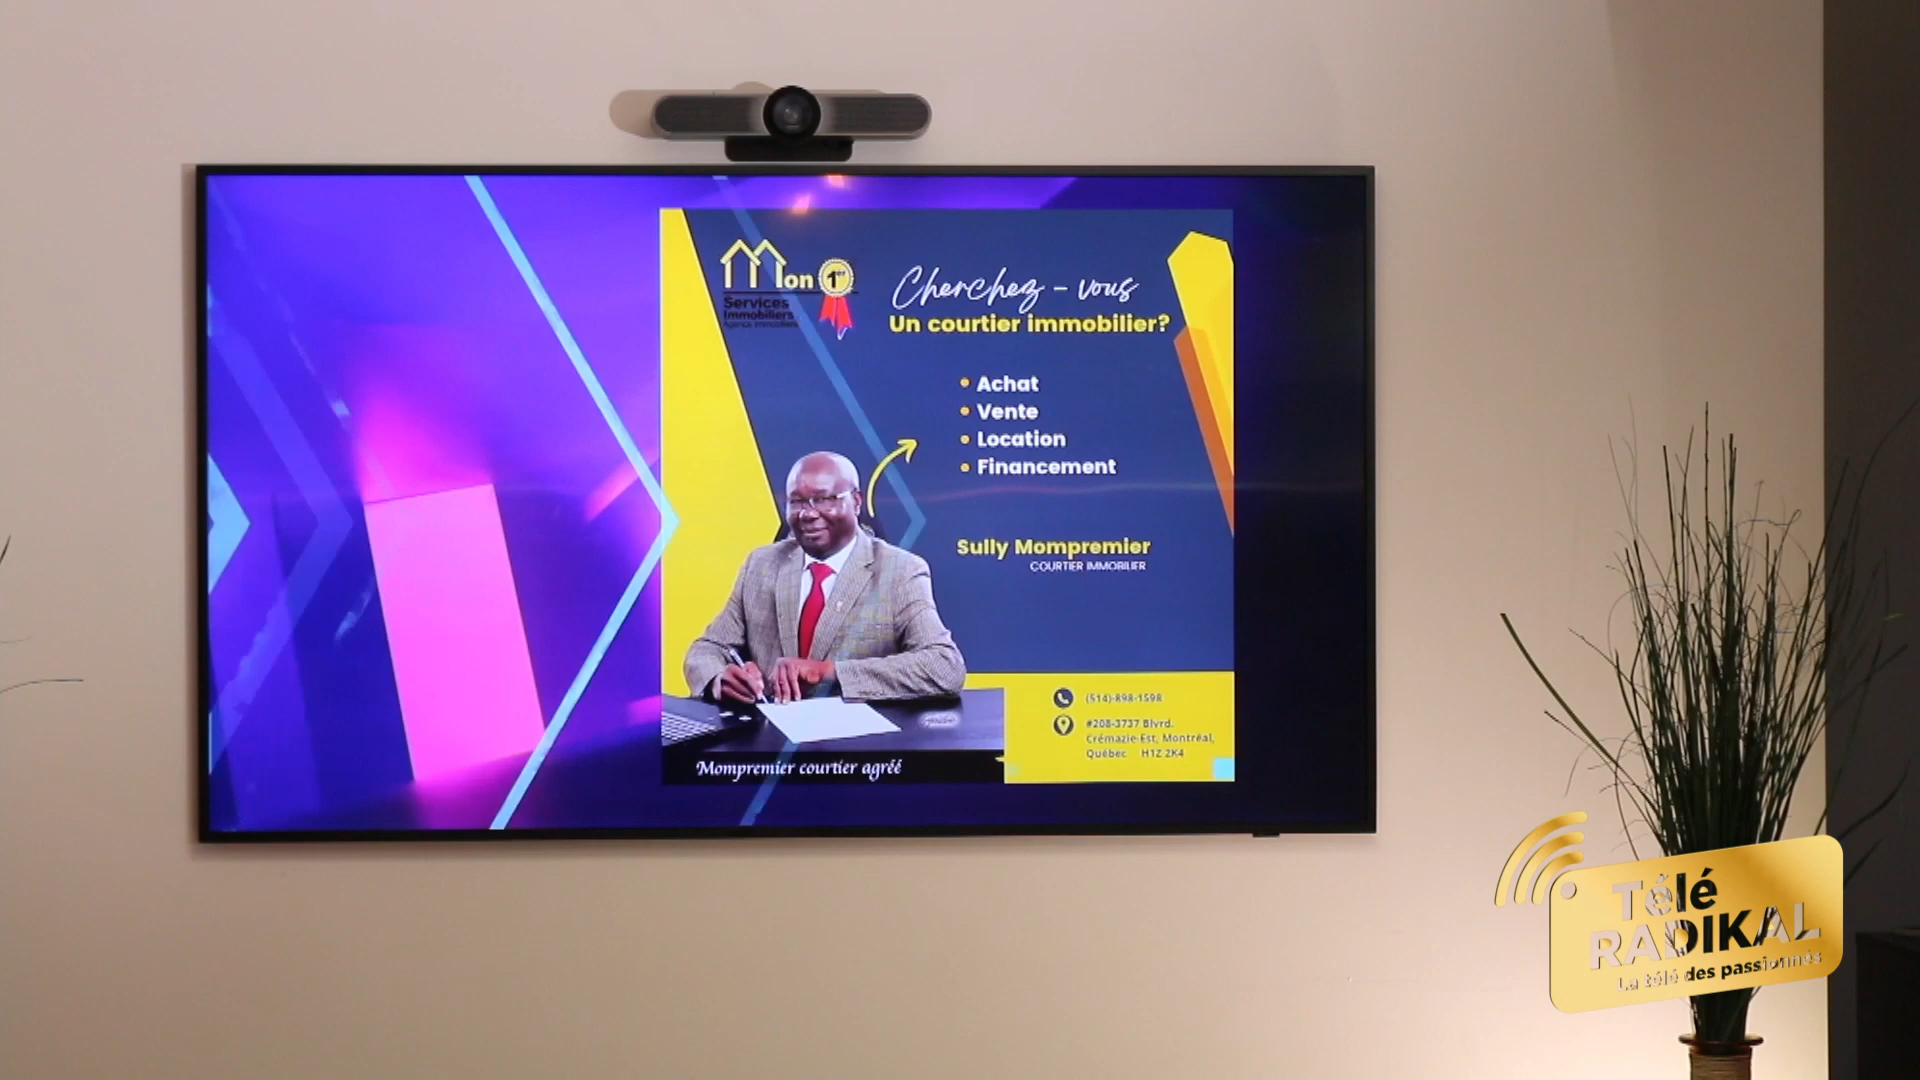 Mon 1er
Services
Immobiliers
Agence immobilière
Cherchez - vous
Un courtier immobilier?
• Achat
• Vente
• Location
• Financement
Sully Mompremier
COURTIER IMMOBILIER
(514)-898-1598
#208-3737 Blvrd.
Crémazie-Est, Montréal,
Québec H1Z 2K4
Mompremier courtier agréé
Télé
RADIKAL
La télé des passionnés